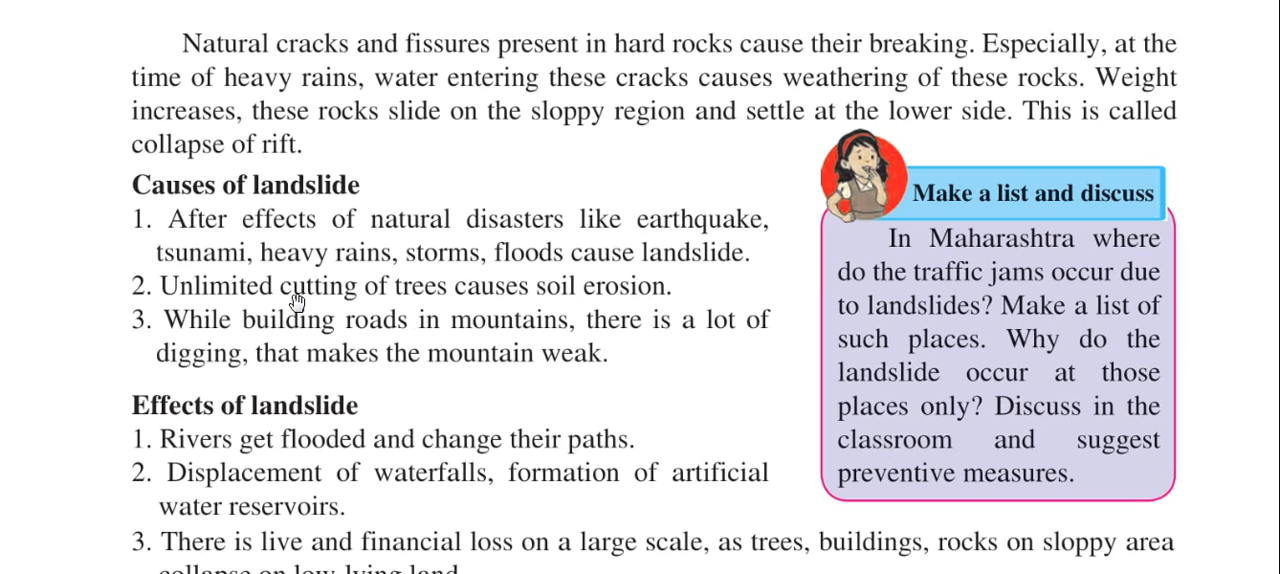 Natural cracks and fissures present in hard rocks cause their breaking. Especially, at the
time of heavy rains, water entering these cracks causes weathering of these rocks. Weight
increases, these rocks slide on the sloppy region and settle at the lower side. This is called
collapse of rift.
Causes of landslide
1. After effects of natural disasters like earthquake,
tsunami, heavy rains, storms, floods cause landslide.
2. Unlimited cutting of trees causes soil erosion.
3. While building roads in mountains, there is a lot of
digging, that makes the mountain weak.
Effects of landslide
1. Rivers get flooded and change their paths.
2. Displacement of waterfalls, formation of artificial
water reservoirs.
3. There is live and financial loss on a large scale, as trees, buildings, rocks on sloppy area
collapse on low-lying land.
Make a list and discuss
In Maharashtra where
do the traffic jams occur due
to landslides? Make a list of
such places. Why do the
landslide occur at those
places only? Discuss in the
classroom and suggest
preventive measures.